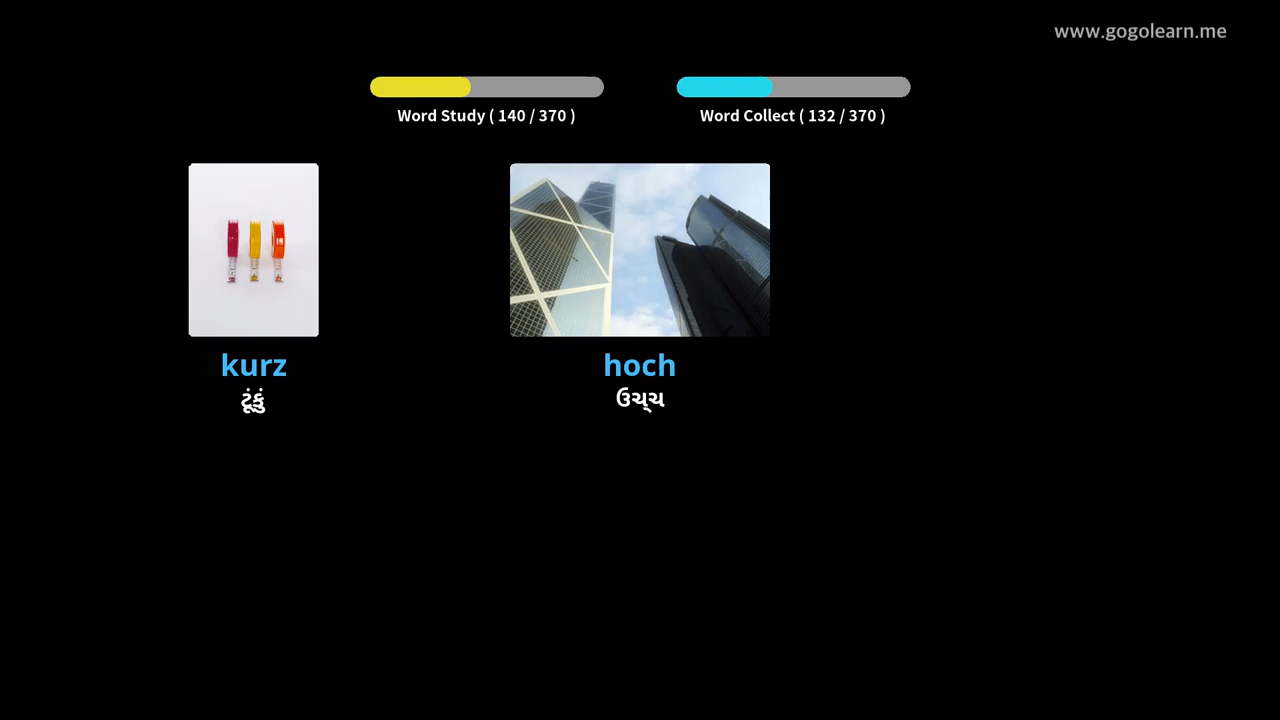 www.gogolearn.me
Word Study ( 140 / 370 )
Word Collect ( 132 / 370 )
kurz
ટૂંકું
hoch
ઉચ્ચ